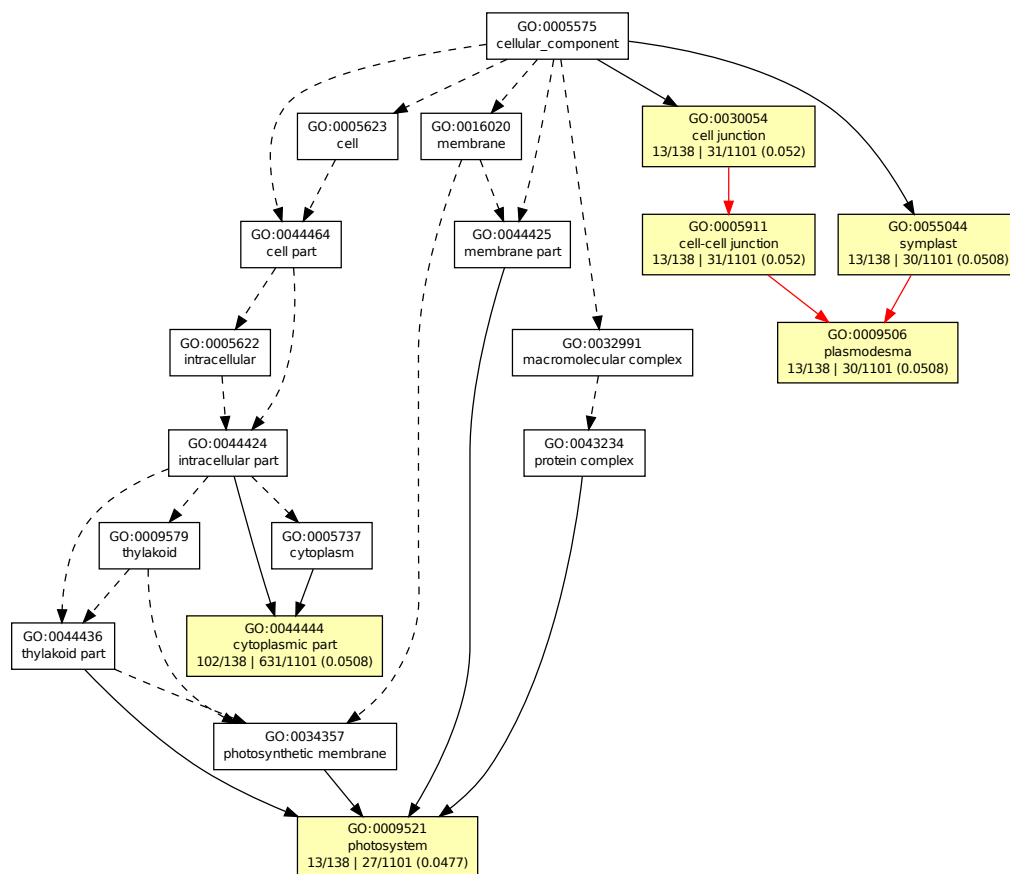 GO:0005575
cellular_component
GO:0030054
cell junction
13/138 | 31/1101 (0.052)
GO:0005623
cell
GO:0016020
membrane
GO:0044464
cell part
GO:0044425
membrane part
GO:0005911
cell-cell junction
13/138 | 31/1101 (0.052)
GO:0055044
symplast
13/138 | 30/1101 (0.0508)
GO:0005622
intracellular
GO:0032991
macromolecular complex
GO:0009506
plasmodesma
13/138 | 30/1101 (0.0508)
GO:0044424
intracellular part
GO:0043234
protein complex
GO:0009579
thylakoid
GO:0005737
cytoplasm
GO:0044436
thylakoid part
GO:0044444
cytoplasmic part
102/138 | 631/1101 (0.0508)
GO:0034357
photosynthetic membrane
GO:0009521
photosystem
13/138 | 27/1101 (0.0477)